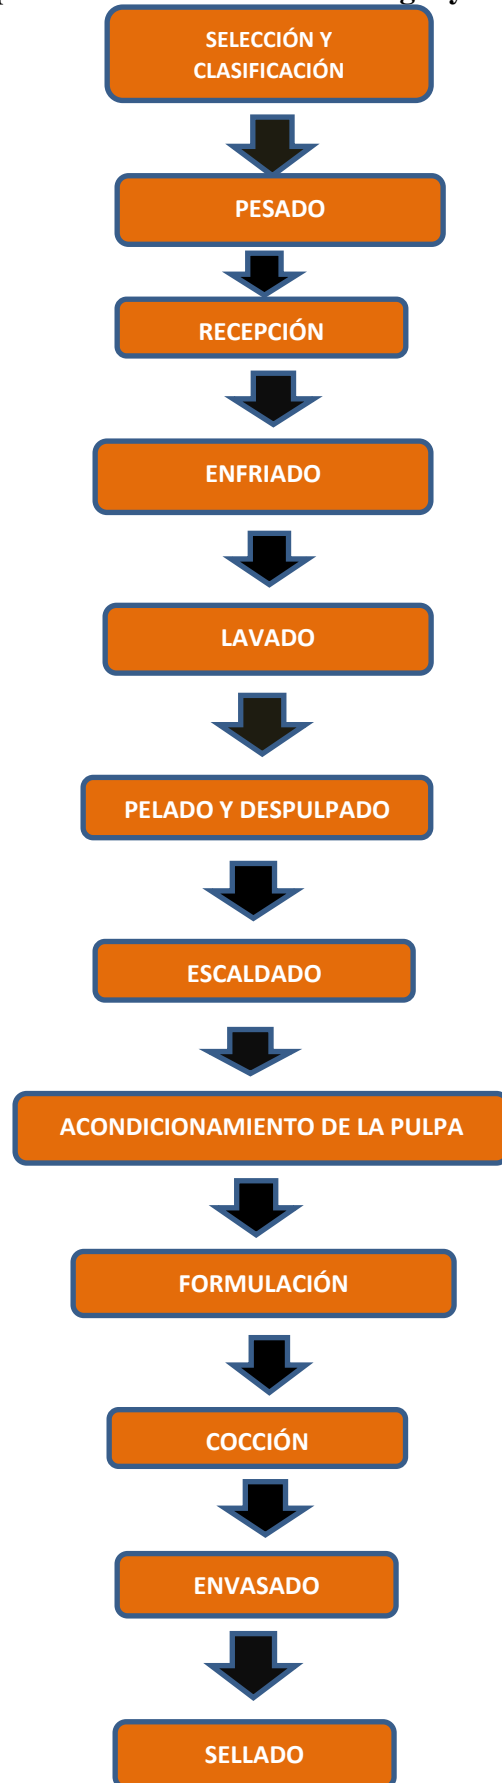 SELECCIÓN Y
CLASIFICACIÓN
PESADO
RECEPCIÓN
ENFRIADO
LAVADO
PELADO Y DESPULPADO
ESCALDADO
ACONDICIONAMIENTO DE LA PULPA
FORMULACIÓN
COCCIÓN
ENVASADO
SELLADO